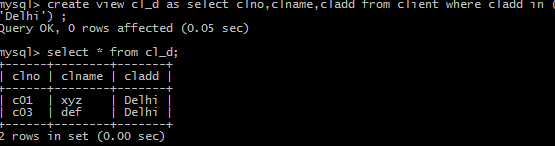 mysql> create view cl_d as select clno,clname,cladd from client where cladd in (
'Delhi') ;
Query OK, 0 rows affected (0.05 sec)
mysql> select * from cl_d;
+------+--------+-------+
| clno | clname | cladd |
+------+--------+-------+
| c01  | xyz    | Delhi |
| c03  | def    | Delhi |
+------+--------+-------+
2 rows in set (0.00 sec)